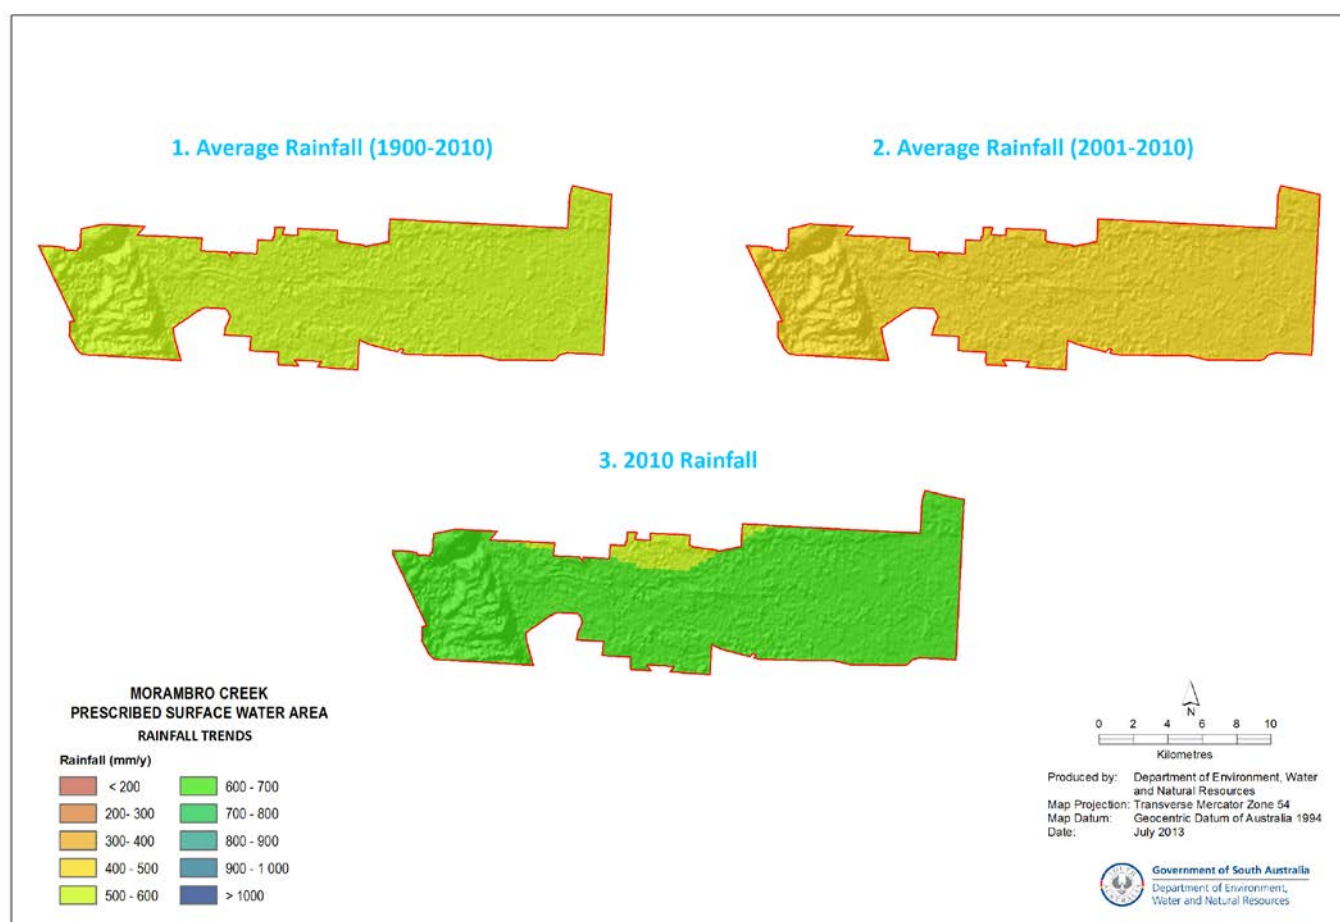 1. Average Rainfall (1900-2010)
2. Average Rainfall (2001-2010)
3. 2010 Rainfall
MORAMBRO CREEK
PRESCRIBED SURFACE WATER AREA
RAINFALL TRENDS
Rainfall (mm/y)
< 200
200- 300
300- 400
400 - 500
500 - 600
600 - 700
700 - 800
800 - 900
900 - 1 000
> 1000
N
0 2 4 6 8 10
Kilometres
Produced by: Department of Environment, Water
and Natural Resources
Map Projection: Transverse Mercator Zone 54
Map Datum: Geocentric Datum of Australia 1994
Date: July 2013
Government of South Australia
Department of Environment,
Water and Natural Resources